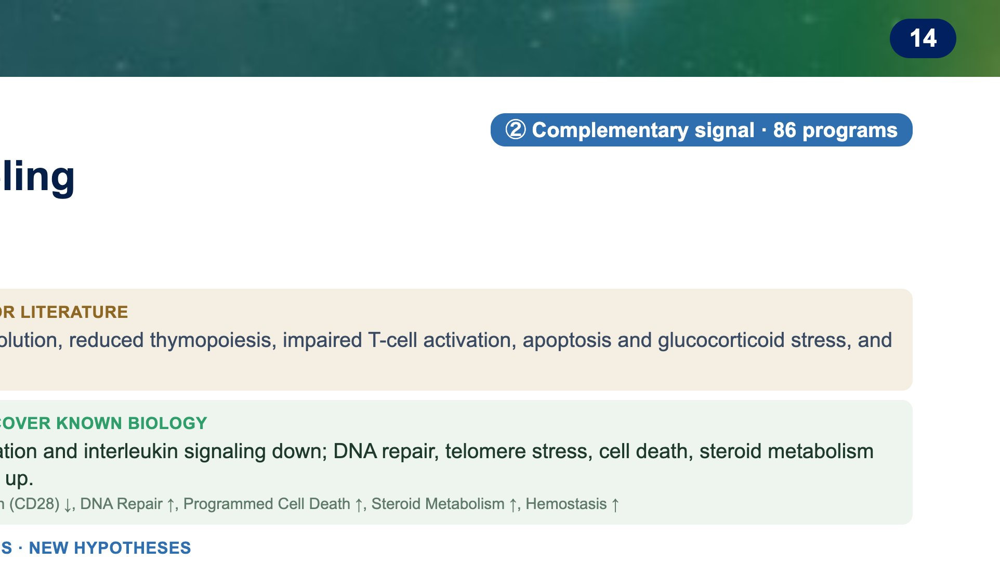 14
② Complementary signal · 86 programs
ling
OR LITERATURE
olution, reduced thymopoiesis, impaired T-cell activation, apoptosis and glucocorticoid stress, and
COVER KNOWN BIOLOGY
ation and interleukin signaling down; DNA repair, telomere stress, cell death, steroid metabolism
up.
n (CD28) ↓, DNA Repair ↑, Programmed Cell Death ↑, Steroid Metabolism ↑, Hemostasis ↑
S · NEW HYPOTHESES